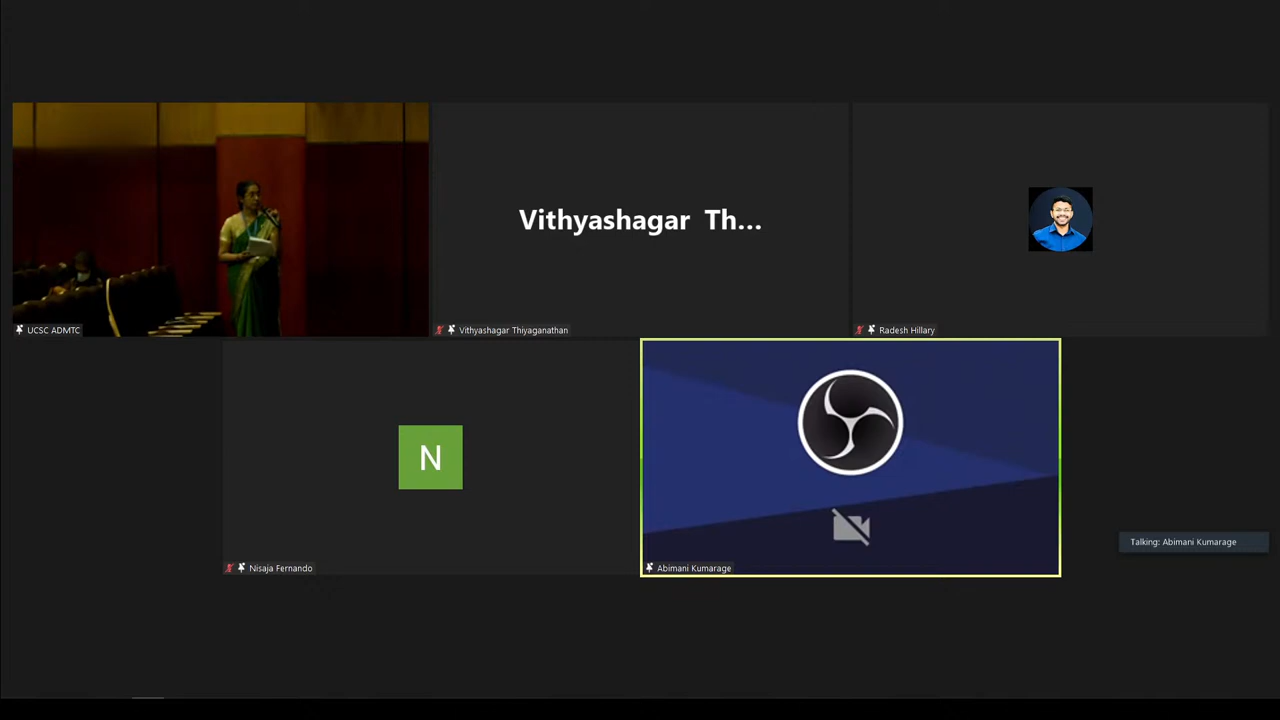 Vithyashagar Th...
UCSC ADMTC
Vithyashagar Thiyaganathan
Radesh Hillary
N
Nisaja Fernando
Abimani Kumarage
Talking: Abimani Kumarage